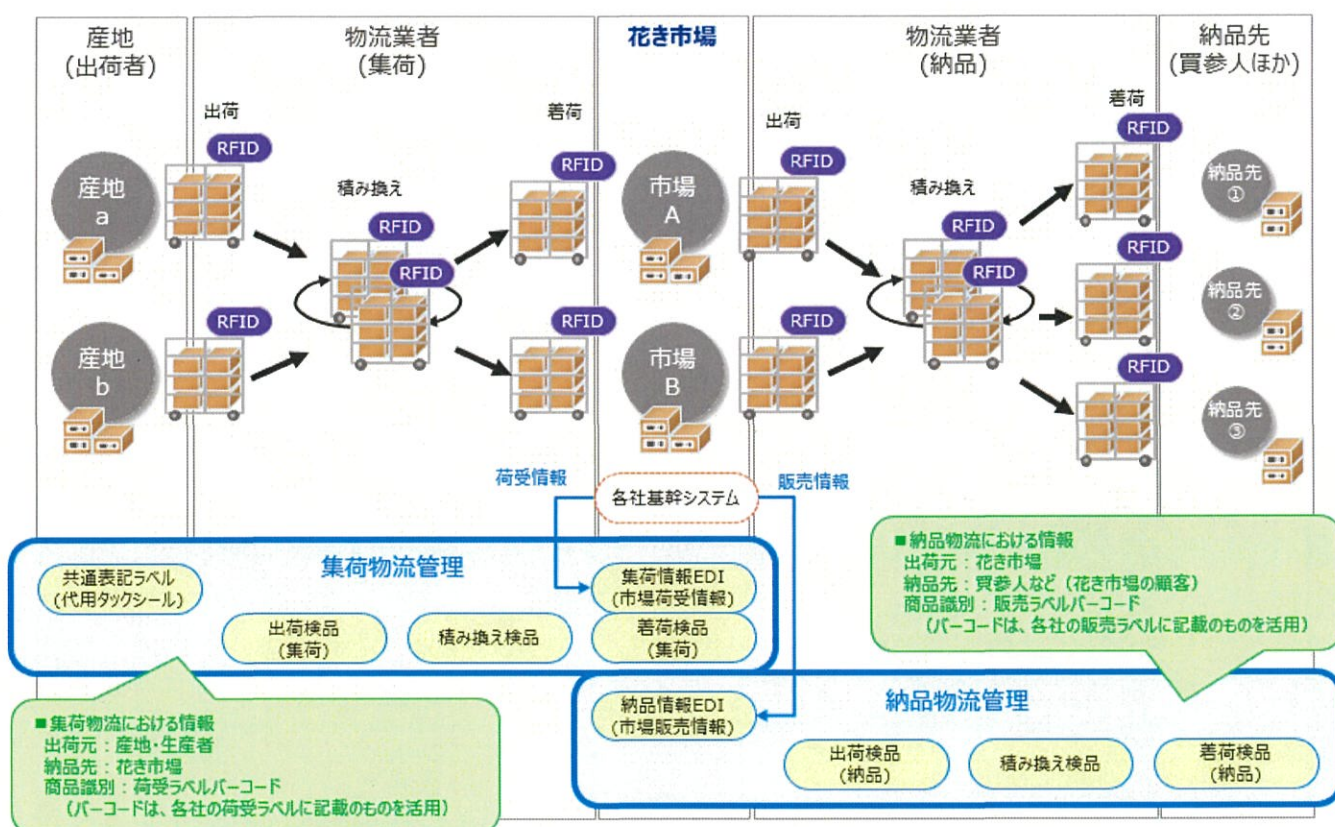 産地
(出荷者)
物流業者
(集荷)
花き市場
物流業者
(納品)
納品先
(買参人ほか)
出荷
着荷
出荷
着荷
RFID
RFID
RFID
RFID
積み換え
積み換え
産地
a
市場
A
納品先
①
RFID
RFID
RFID
RFID
RFID
納品先
②
RFID
RFID
RFID
産地
b
市場
B
RFID
納品先
③
荷受情報
各社基幹システム
販売情報
集荷物流管理
共通表記ラベル
(代用タックシール)
集荷情報EDI
(市場荷受情報)
出荷検品
(集荷)
積み換え検品
着荷検品
(集荷)
■納品物流における情報
出荷元：花き市場
納品先：買参人など（花き市場の顧客）
商品識別：販売ラベルバーコード
（バーコードは、各社の販売ラベルに記載のものを活用）
■集荷物流における情報
出荷元：産地・生産者
納品先：花き市場
商品識別：荷受ラベルバーコード
（バーコードは、各社の荷受ラベルに記載のものを活用）
納品情報EDI
(市場販売情報)
納品物流管理
出荷検品
(納品)
積み換え検品
着荷検品
(納品)